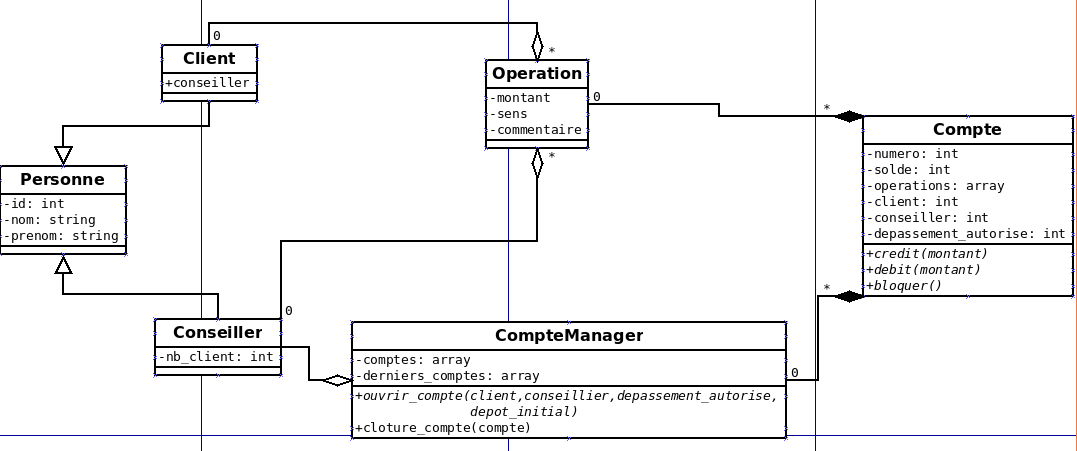 0
Client
+conseiller
*
Operation
-montant
-sens
-commentaire
0
*
*
Compte
-numero: int
-solde: int
-operations: array
-client: int
-conseiller: int
-depassement_autorise: int
+credit(montant)
+debit(montant)
+bloquer()
*
Personne
-id: int
-nom: string
-prenom: string
0
Conseiller
-nb_client: int
CompteManager
-comptes: array
-derniers_comptes: array
+ouvrir_compte(client,conseillier,depassement_autorise,
depot_initial)
+cloture_compte(compte)
0